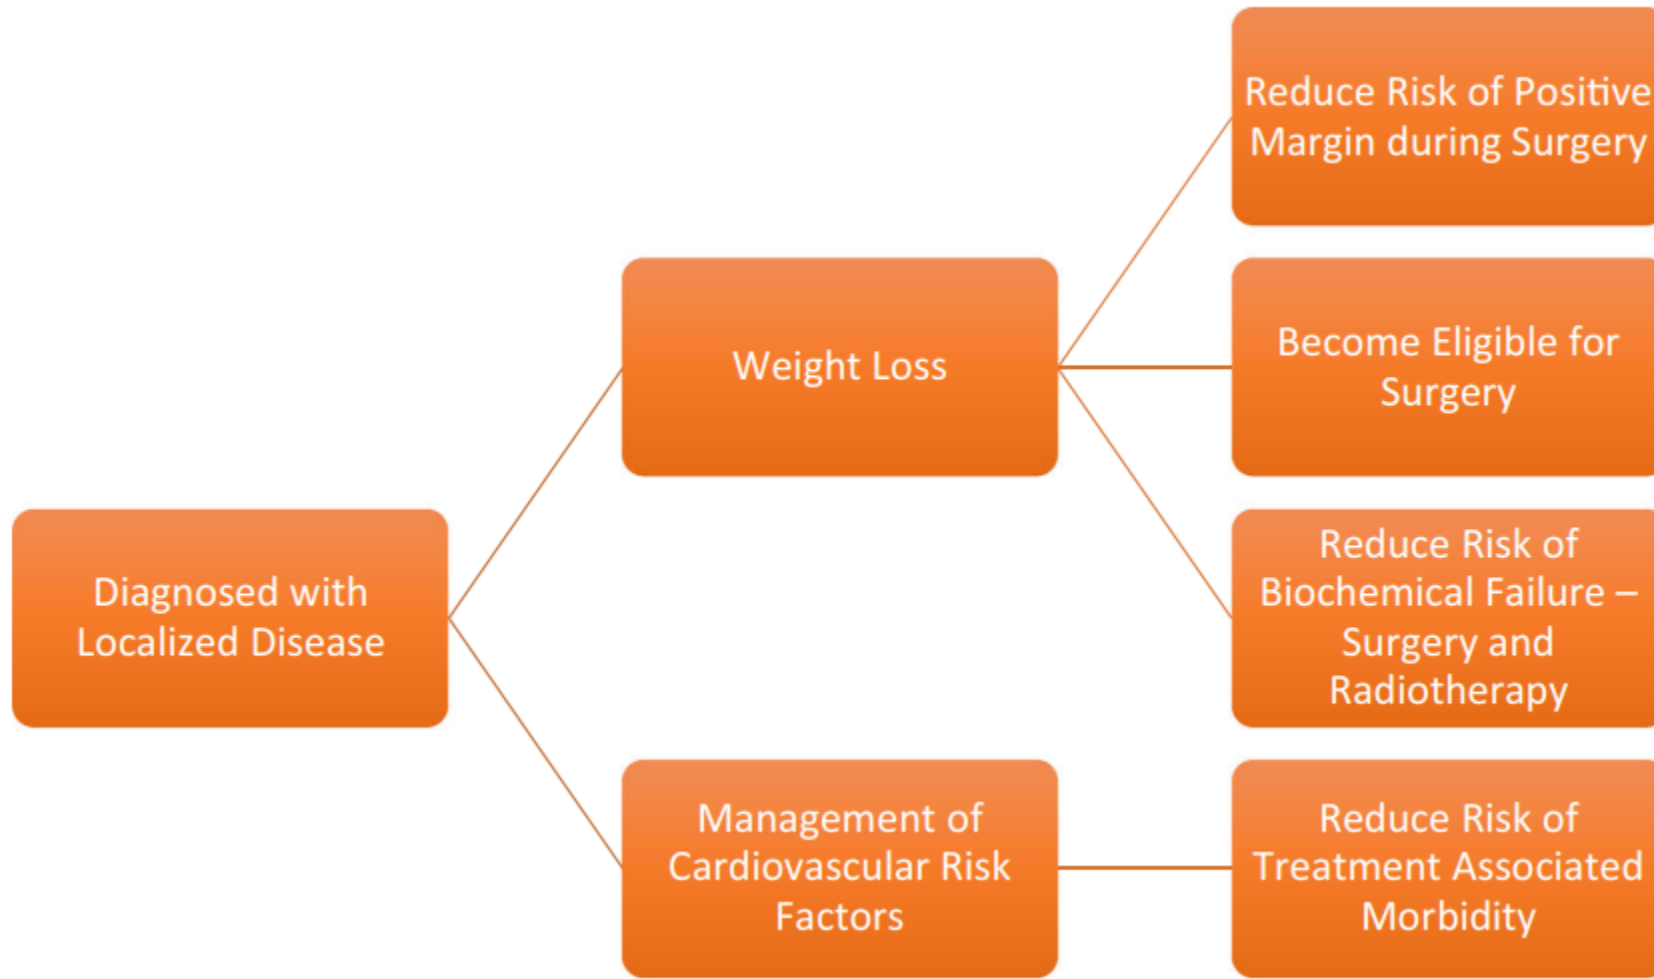 Reduce Risk of Positive
Margin during Surgery
Weight Loss
Become Eligible for
Surgery
Diagnosed with
Localized Disease
Reduce Risk of
Biochemical Failure –
Surgery and
Radiotherapy
Management of
Cardiovascular Risk
Factors
Reduce Risk of
Treatment Associated
Morbidity